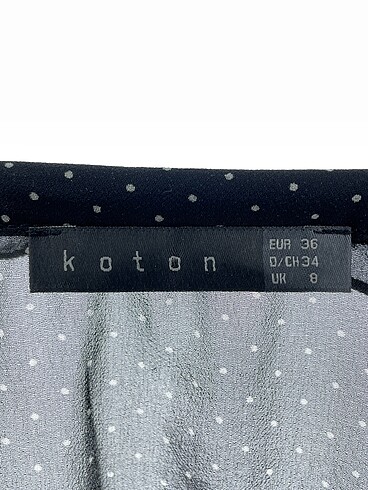 koton
EUR 36
D/CH34
UK 8